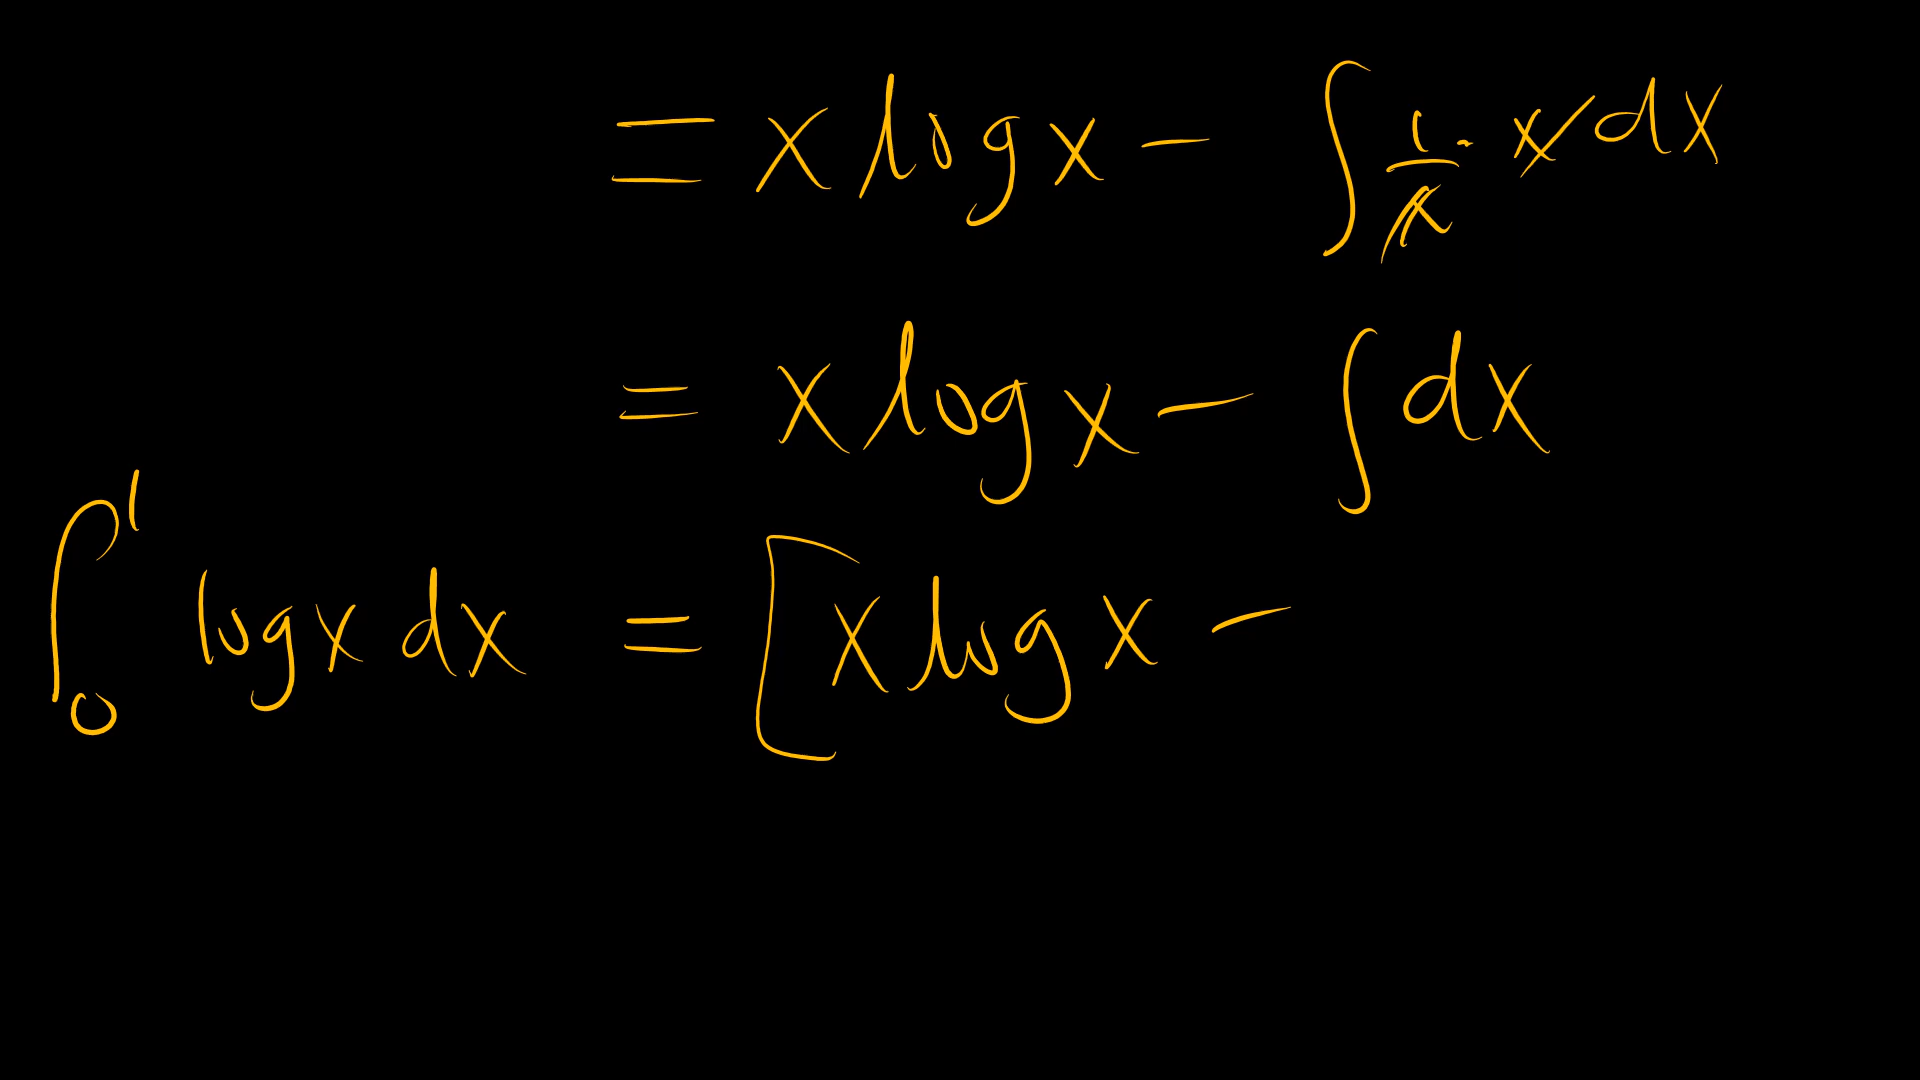 = x log x - ∫ 1/x · x dx
= x log x - ∫ dx
∫₀¹ log x dx = [x log x -